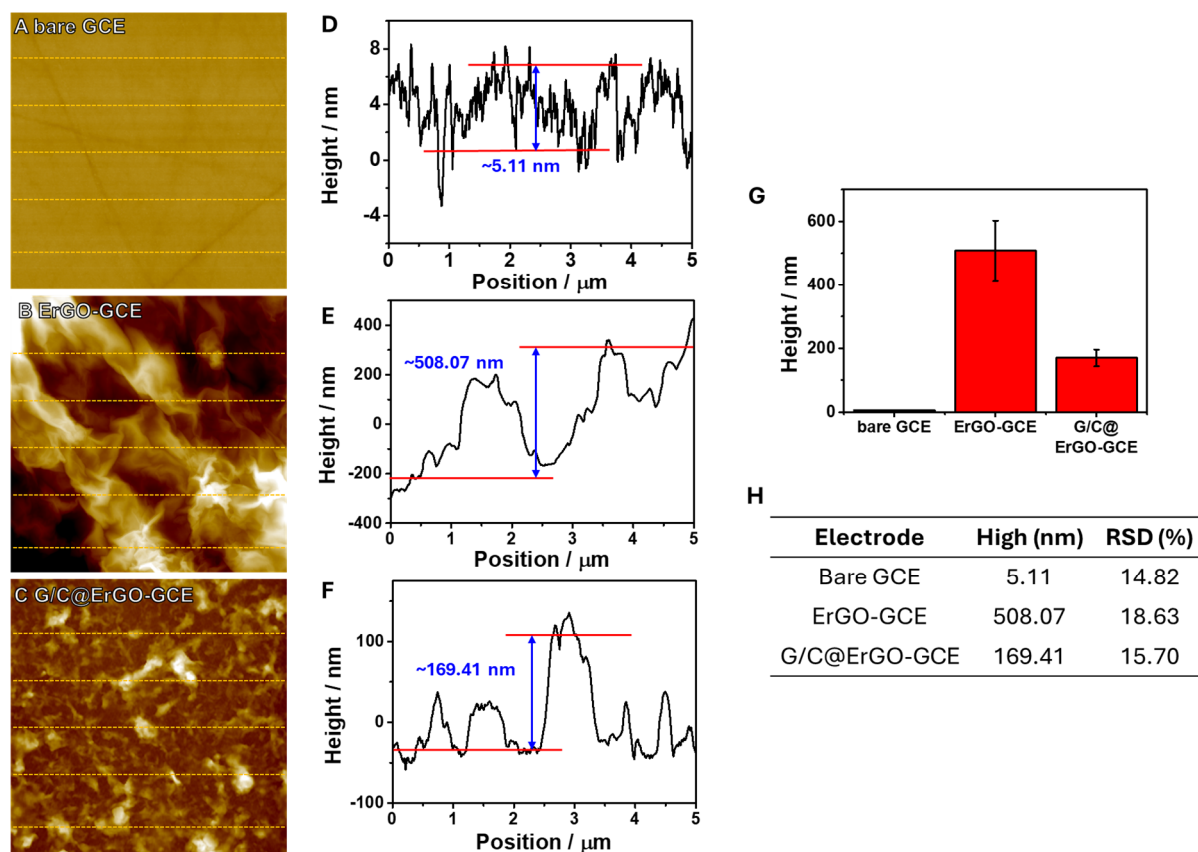 A bare GCE
B ErGO-GCE
C G/C@ErGO-GCE
D
Height / nm
8
4
0
-4
~5.11 nm
0 1 2 3 4 5
Position / μm
E
Height / nm
400
300
200
100
0
-200
-400
~508.07 nm
0 1 2 3 4 5
Position / μm
F
Height / nm
100
0
-100
~169.41 nm
0 1 2 3 4 5
Position / μm
G
Height / nm
600
400
200
0
bare GCE ErGO-GCE G/C@
ErGO-GCE
H
Electrode High (nm) RSD (%)
Bare GCE 5.11 14.82
ErGO-GCE 508.07 18.63
G/C@ErGO-GCE 169.41 15.70